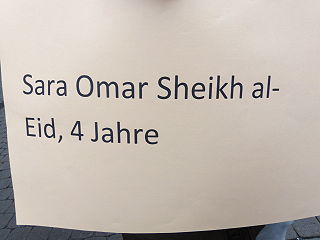 Sara Omar Sheikh al-
Eid, 4 Jahre